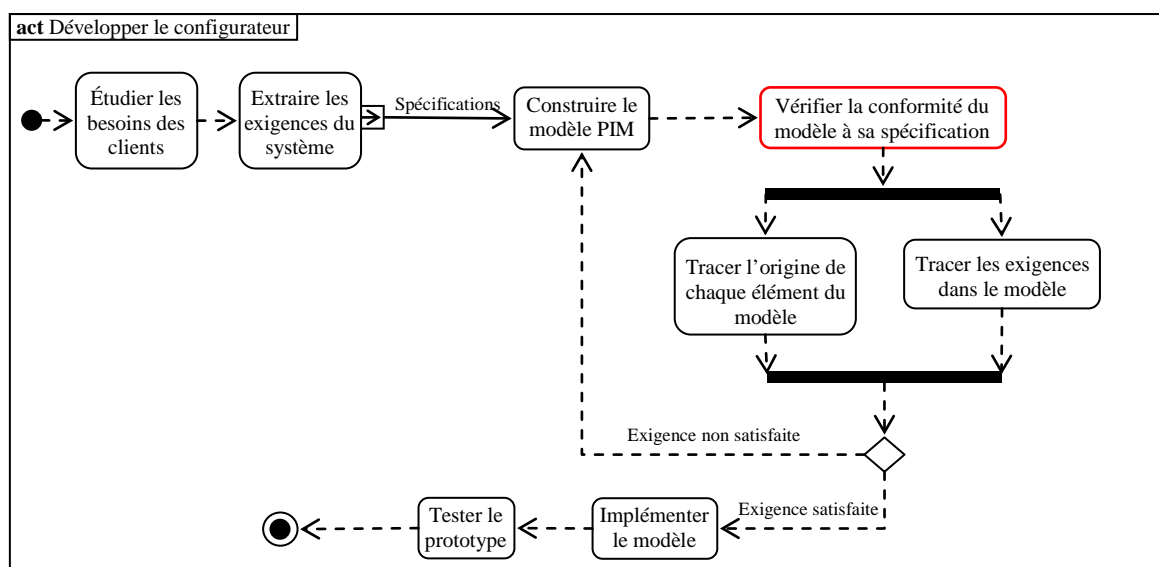 act Développer le configurateur
Étudier les
besoins des
clients
Extraire les
exigences du
système
Spécifications
Construire le
modèle PIM
Vérifier la conformité du
modèle à sa spécification
Tracer l’origine de
chaque élément du
modèle
Tracer les exigences
dans le modèle
Exigence non satisfaite
Exigence satisfaite
Implémenter
le modèle
Tester le
prototype